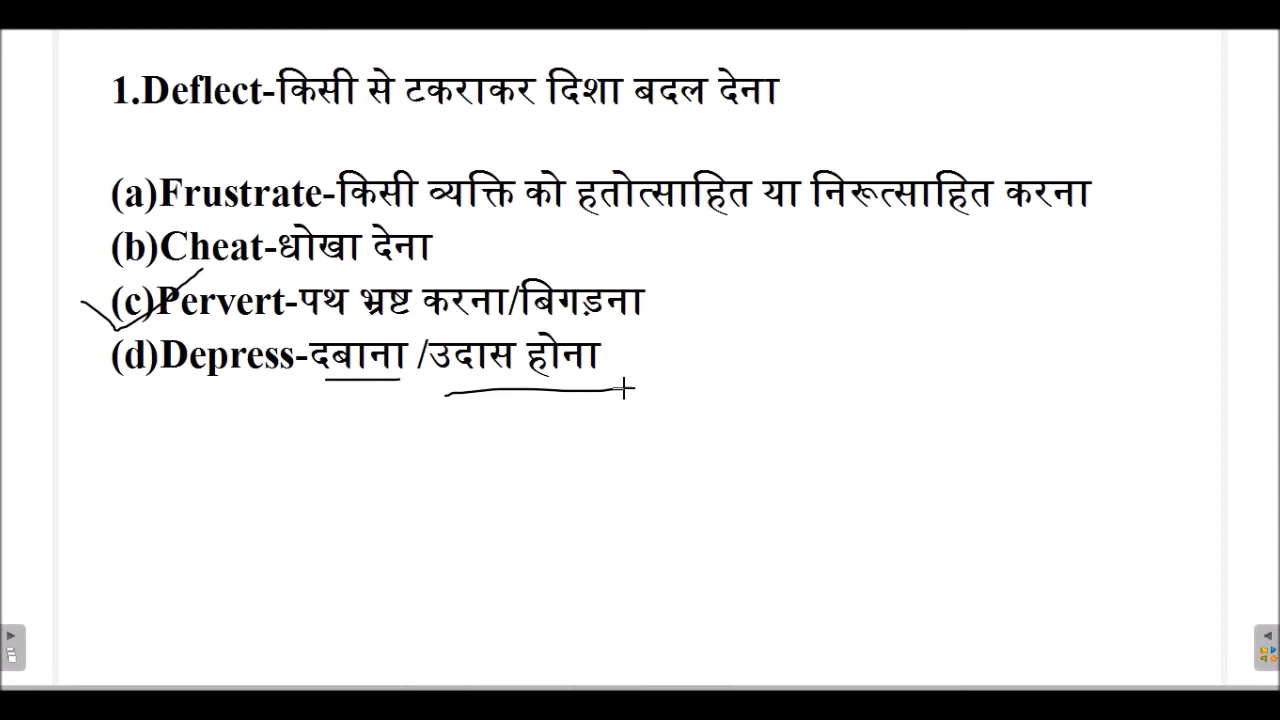 1.Deflect-किसी से टकराकर दिशा बदल देना
(a)Frustrate-किसी व्यक्ति को हतोत्साहित या निरूत्साहित करना
(b)Cheat-धोखा देना
(c)Pervert-पथ भ्रष्ट करना/बिगड़ना
(d)Depress-दबाना /उदास होना